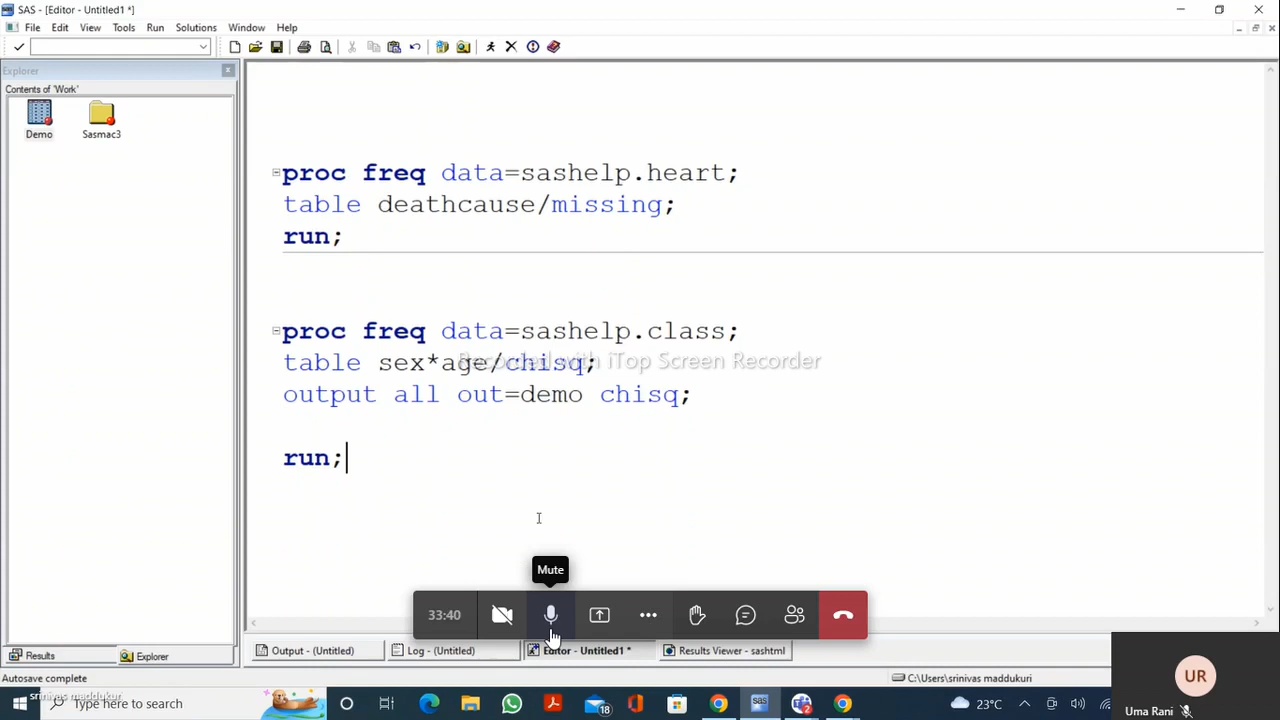 SAS - [Editor - Untitled1 *]
File Edit View Tools Run Solutions Window Help
Explorer
Contents of 'Work'
Demo
Sasmac3
proc freq data=sashelp.heart;
table deathcause/missing;
run;
proc freq data=sashelp.class;
table sex*age/chisq;
Recorded with iTop Screen Recorder
output all out=demo chisq;
run;
Mute
33:40
Results Explorer
Output - (Untitled) Log - (Untitled) Editor - Untitled1 * Results Viewer - sashtml
Autosave complete
C:\Users\srinivas maddukuri
srinivas maddukur
UR
Uma Rani
Type here to search
18
23°C